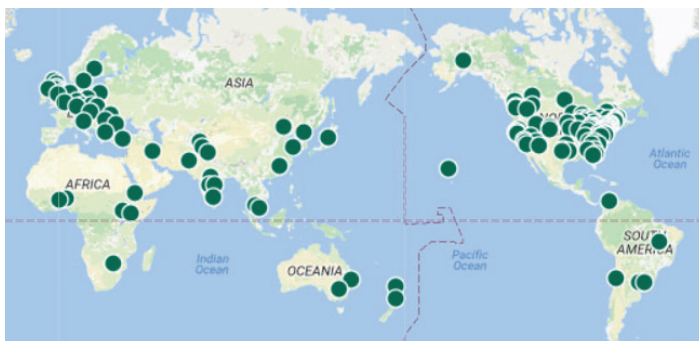 ASIA
AFRICA
Indian
Ocean
OCEANIA
Pacific
Ocean
Atlantic
Ocean
SOUTH
AMERICA